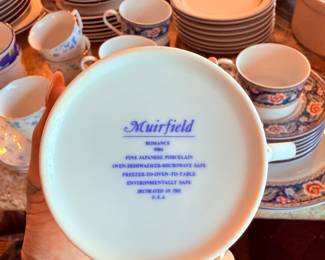 Muirfield
ROMANCE
9904
FINE JAPANESE PORCELAIN
OVEN•DISHWASHER•MICROWAVE SAFE
FREEZER•TO•OVEN•TO•TABLE
ENVIRONMENTALLY SAFE
DECORATED IN THE
U.S.A